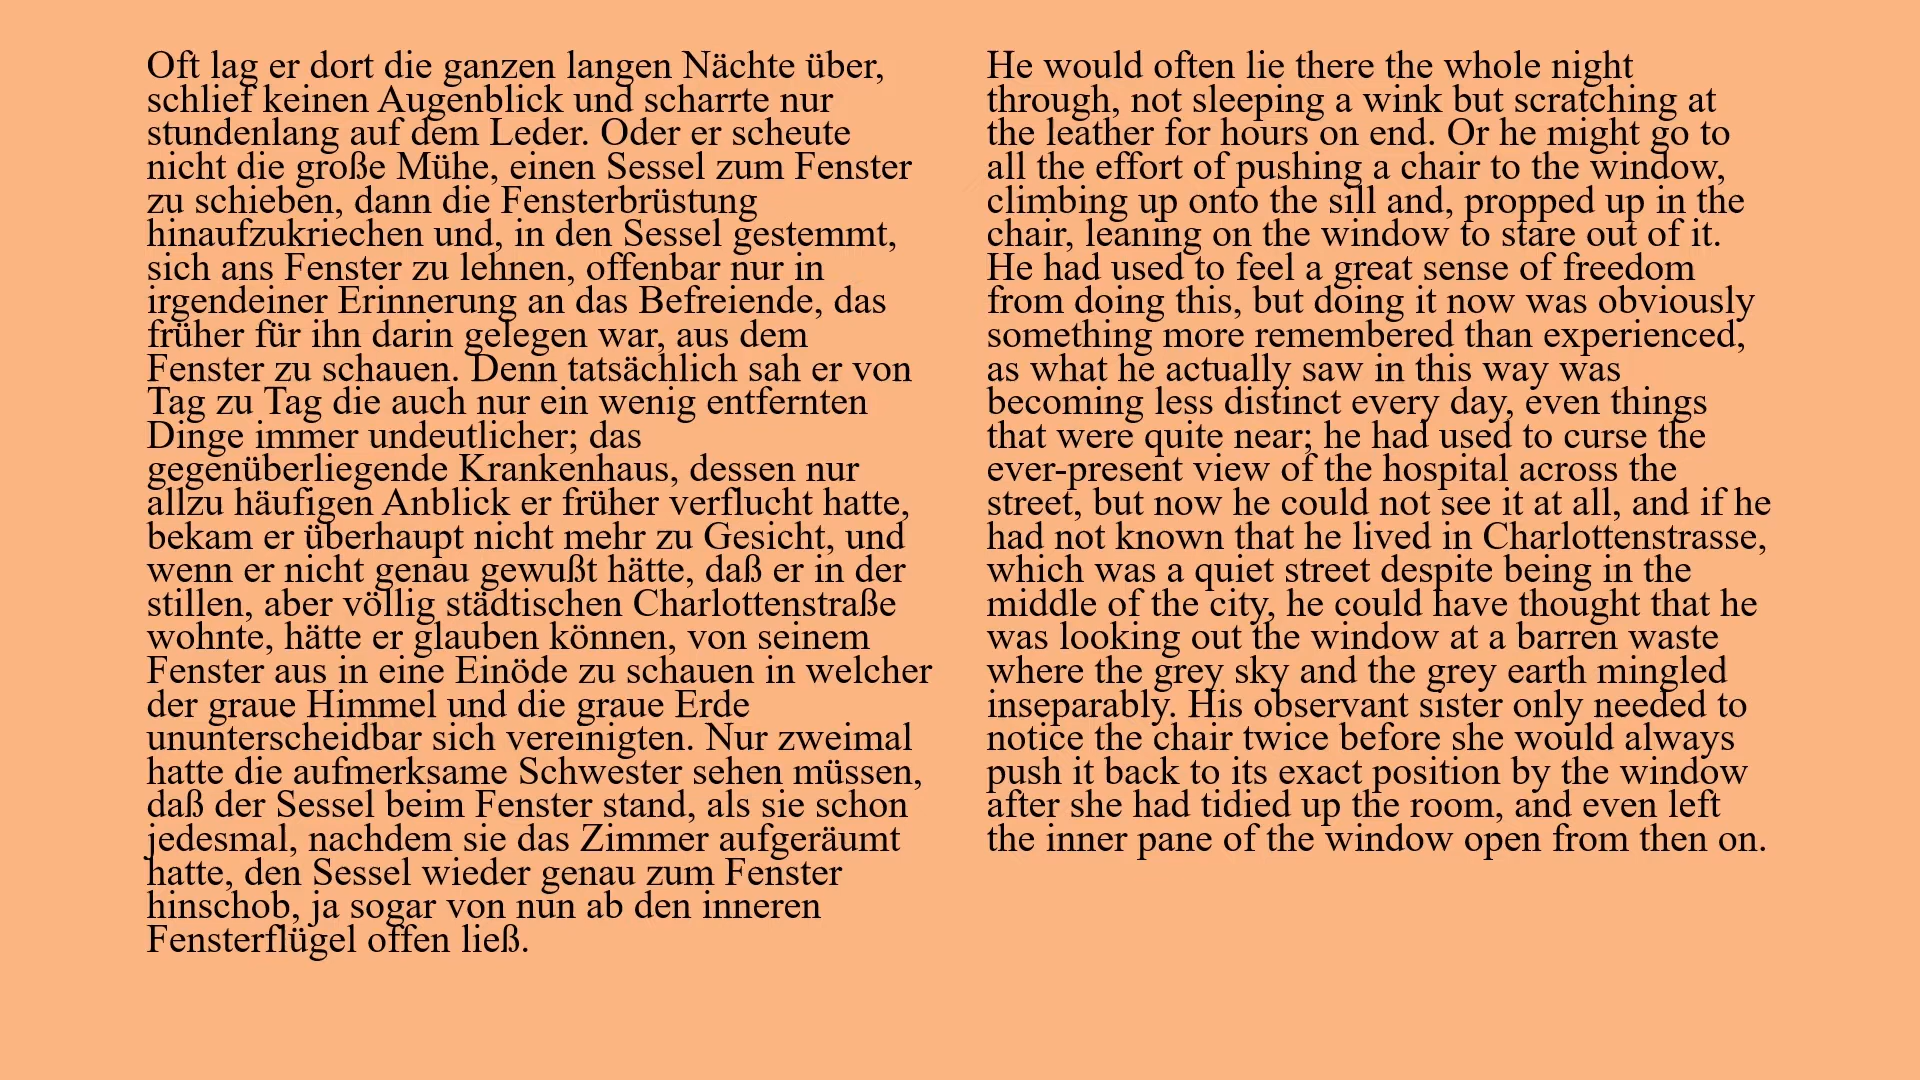 Oft lag er dort die ganzen langen Nächte über,
schlief keinen Augenblick und scharrte nur
stundenlang auf dem Leder. Oder er scheute
nicht die große Mühe, einen Sessel zum Fenster
zu schieben, dann die Fensterbrüstung
hinaufzukriechen und, in den Sessel gestemmt,
sich ans Fenster zu lehnen, offenbar nur in
irgendeiner Erinnerung an das Befreiende, das
früher für ihn darin gelegen war, aus dem
Fenster zu schauen. Denn tatsächlich sah er von
Tag zu Tag die auch nur ein wenig entfernten
Dinge immer undeutlicher; das
gegenüberliegende Krankenhaus, dessen nur
allzu häufigen Anblick er früher verflucht hatte,
bekam er überhaupt nicht mehr zu Gesicht, und
wenn er nicht genau gewußt hätte, daß er in der
stillen, aber völlig städtischen Charlottenstraße
wohnte, hätte er glauben können, von seinem
Fenster aus in eine Einöde zu schauen in welcher
der graue Himmel und die graue Erde
ununterscheidbar sich vereinigten. Nur zweimal
hatte die aufmerksame Schwester sehen müssen,
daß der Sessel beim Fenster stand, als sie schon
jedesmal, nachdem sie das Zimmer aufgeräumt
hatte, den Sessel wieder genau zum Fenster
hinschob, ja sogar von nun ab den inneren
Fensterflügel offen ließ.
He would often lie there the whole night
through, not sleeping a wink but scratching at
the leather for hours on end. Or he might go to
all the effort of pushing a chair to the window,
climbing up onto the sill and, propped up in the
chair, leaning on the window to stare out of it.
He had used to feel a great sense of freedom
from doing this, but doing it now was obviously
something more remembered than experienced,
as what he actually saw in this way was
becoming less distinct every day, even things
that were quite near; he had used to curse the
ever-present view of the hospital across the
street, but now he could not see it at all, and if he
had not known that he lived in Charlottenstrasse,
which was a quiet street despite being in the
middle of the city, he could have thought that he
was looking out the window at a barren waste
where the grey sky and the grey earth mingled
inseparably. His observant sister only needed to
notice the chair twice before she would always
push it back to its exact position by the window
after she had tidied up the room, and even left
the inner pane of the window open from then on.